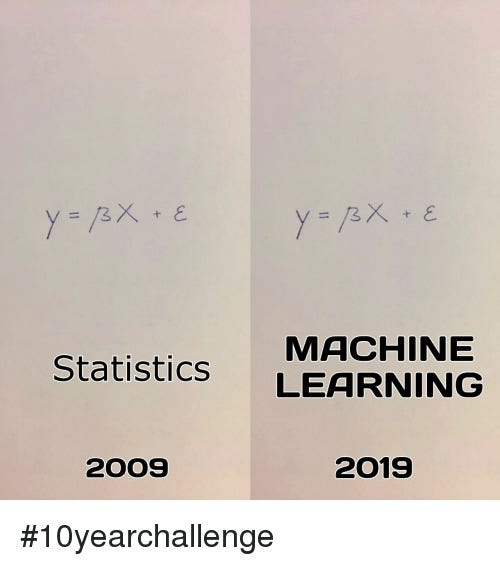 y = βX + ε
Statistics
2009
y = βX + ε
MACHINE
LEARNING
2019
#10yearchallenge